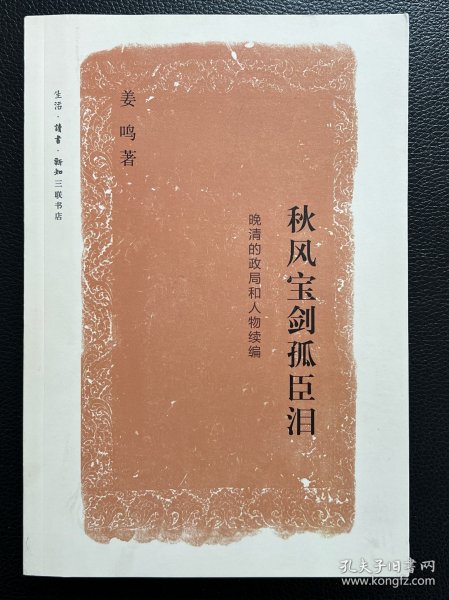 秋风宝剑孤臣泪
晚清的政局和人物续编
姜 鸣 著
生活·讀書·新知三联书店
孔夫子旧书网
www.kongfz.com